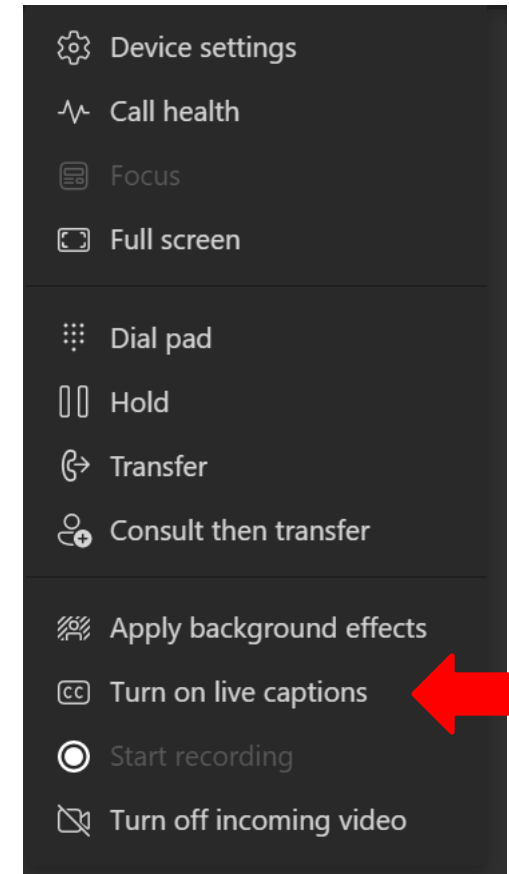 Device settings
Call health
Focus
Full screen
Dial pad
Hold
Transfer
Consult then transfer
Apply background effects
CC Turn on live captions
Start recording
Turn off incoming video